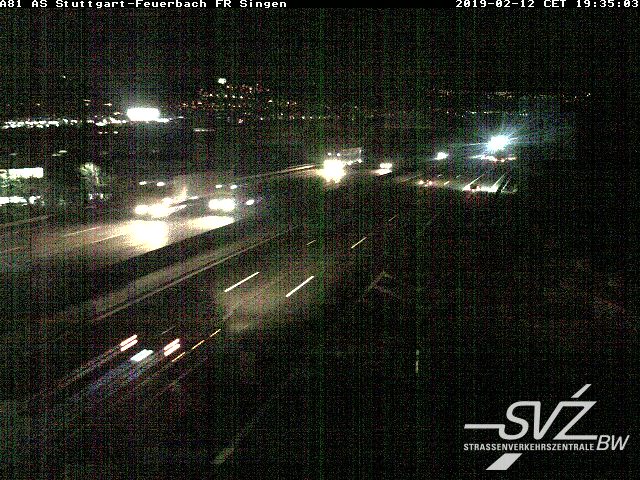 A81 AS Stuttgart-Feuerbach FR Singen 2019-02-12 CET 19:35:03
SVZ
STRASSENVERKEHRSZENTRALE BW